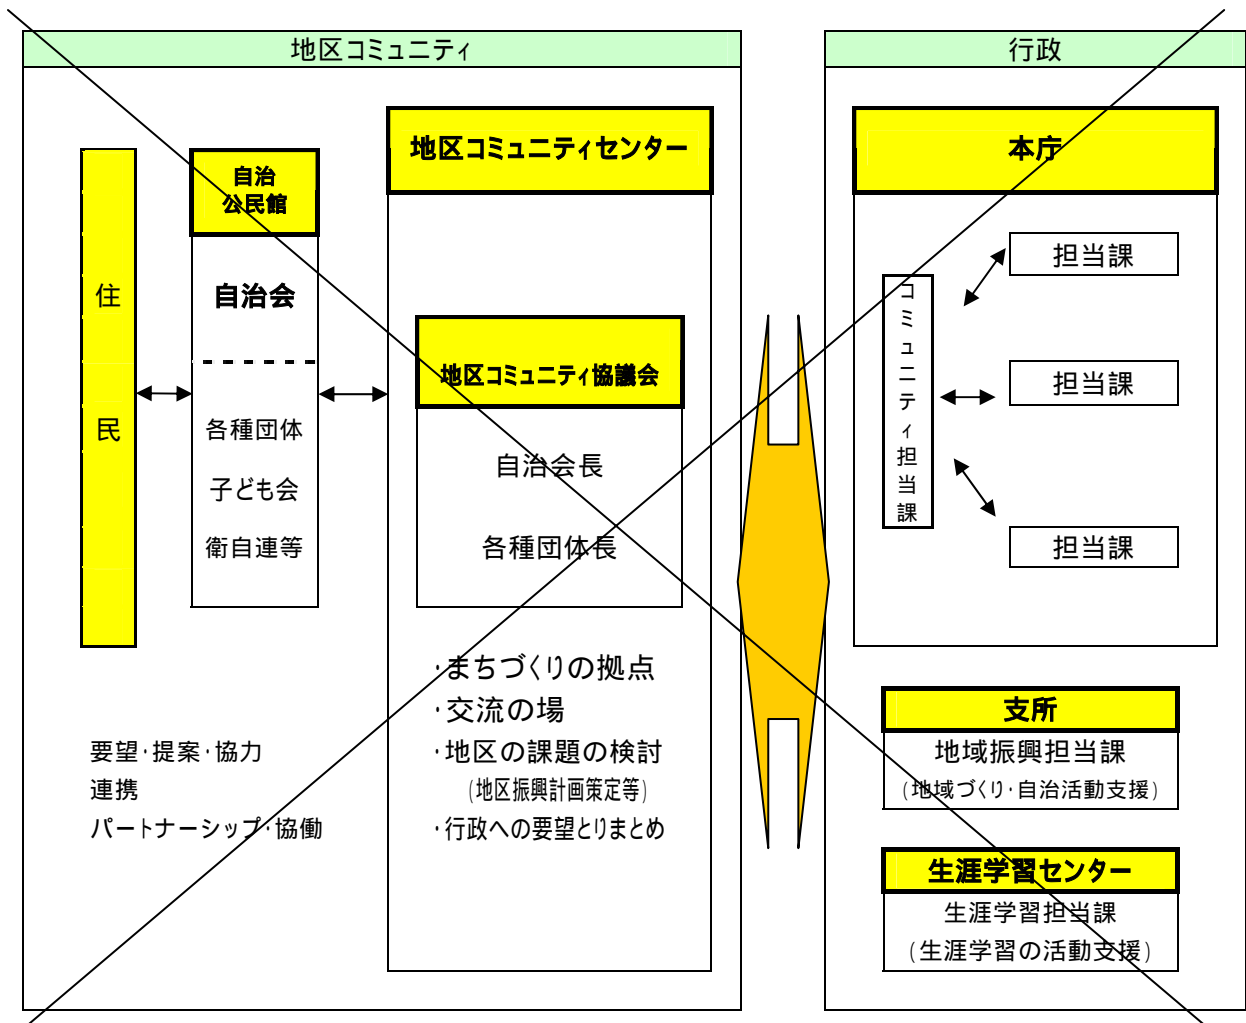 地区コミュニティ
住民
自治
公民館
自治会
各種団体
子ども会
衛自連等
要望・提案・協力
連携
パートナーシップ・協働
地区コミュニティセンター
地区コミュニティ協議会
自治会長
各種団体長
・まちづくりの拠点
・交流の場
・地区の課題の検討
(地区振興計画策定等)
・行政への要望とりまとめ
行政
本庁
コミュニティ担当課
担当課
担当課
担当課
支所
地域振興担当課
(地域づくり・自治活動支援)
生涯学習センター
生涯学習担当課
(生涯学習の活動支援)